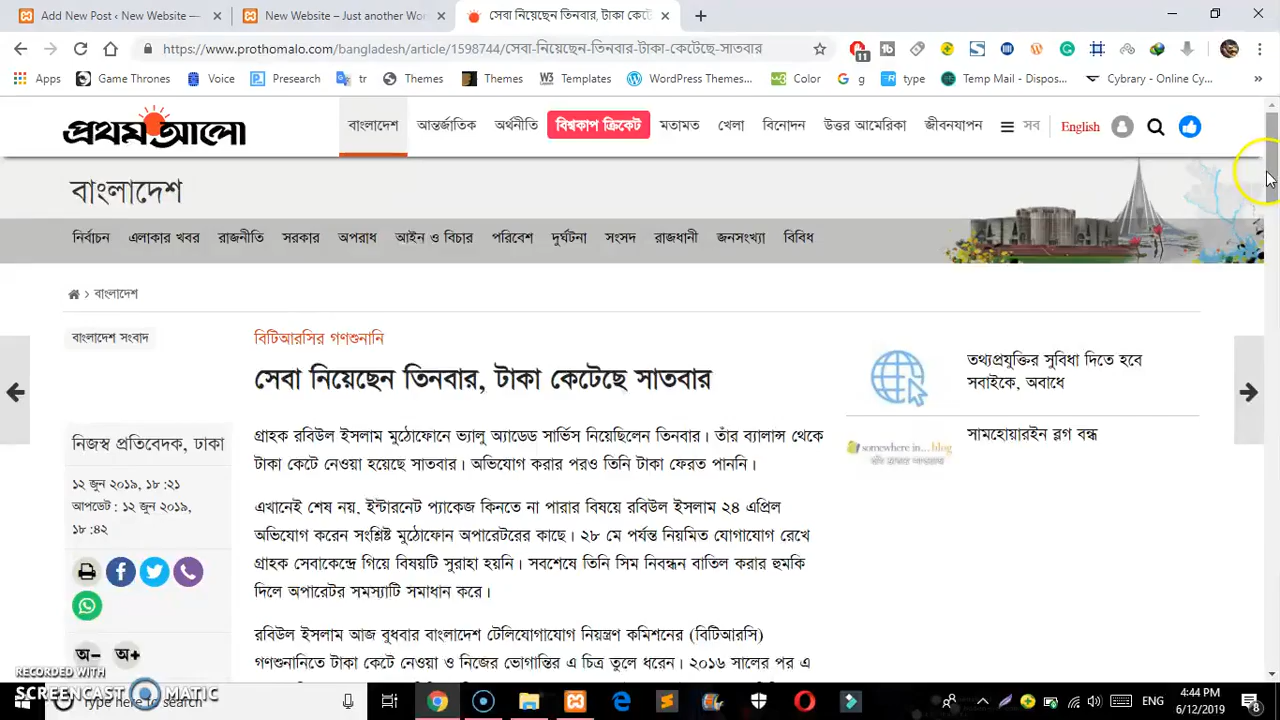 Add New Post ‹ New Website —
New Website – Just another Wor
সেবা নিয়েছেন তিনবার, টাকা কেটে
https://www.prothomalo.com/bangladesh/article/1598744/সেবা-নিয়েছেন-তিনবার-টাকা-কেটেছে-সাতবার
11
Apps
Game Thrones
Voice
Presearch
tr
Themes
Themes
Templates
WordPress Themes...
Color
g
type
Temp Mail - Dispos...
Cybrary - Online Cy...
»
প্রথম আলো
বাংলাদেশ
আন্তর্জাতিক
অর্থনীতি
বিশ্বকাপ ক্রিকেট
মতামত
খেলা
বিনোদন
উত্তর আমেরিকা
জীবনযাপন
সব
English
বাংলাদেশ
নির্বাচন
এলাকার খবর
রাজনীতি
সরকার
অপরাধ
আইন ও বিচার
পরিবেশ
দুর্ঘটনা
সংসদ
রাজধানী
জনসংখ্যা
বিবিধ
> বাংলাদেশ
বাংলাদেশ সংবাদ
বিটিআরসির গণশুনানি
সেবা নিয়েছেন তিনবার, টাকা কেটেছে সাতবার
নিজস্ব প্রতিবেদক, ঢাকা
১২ জুন ২০১৯, ১৮:২১
আপডেট: ১২ জুন ২০১৯,
১৮:৪২
অ– অ+
গ্রাহক রবিউল ইসলাম মুঠোফোনে ভ্যালু অ্যাডেড সার্ভিস নিয়েছিলেন তিনবার। তাঁর ব্যালান্স থেকে
টাকা কেটে নেওয়া হয়েছে সাতবার। অভিযোগ করার পরও তিনি টাকা ফেরত পাননি।
এখানেই শেষ নয়, ইন্টারনেট প্যাকেজ কিনতে না পারার বিষয়ে রবিউল ইসলাম ২৪ এপ্রিল
অভিযোগ করেন সংশ্লিষ্ট মুঠোফোন অপারেটরের কাছে। ২৮ মে পর্যন্ত নিয়মিত যোগাযোগ রেখে
গ্রাহক সেবাকেন্দ্রে গিয়ে বিষয়টি সুরাহা হয়নি। সবশেষে তিনি সিম নিবন্ধন বাতিল করার হুমকি
দিলে অপারেটর সমস্যাটি সমাধান করে।
রবিউল ইসলাম আজ বুধবার বাংলাদেশ টেলিযোগাযোগ নিয়ন্ত্রণ কমিশনের (বিটিআরসি)
গণশুনানিতে টাকা কেটে নেওয়া ও নিজের ভোগান্তির এ চিত্র তুলে ধরেন। ২০১৬ সালের পর এ
তথ্যপ্রযুক্তির সুবিধা দিতে হবে
সবাইকে, অবাধে
somewhere in... blog
সামহোয়ারইন ব্লগ বন্ধ
RECORDED WITH
SCREENCAST MATIC
Type here to search
ENG
4:44 PM
6/12/2019
8